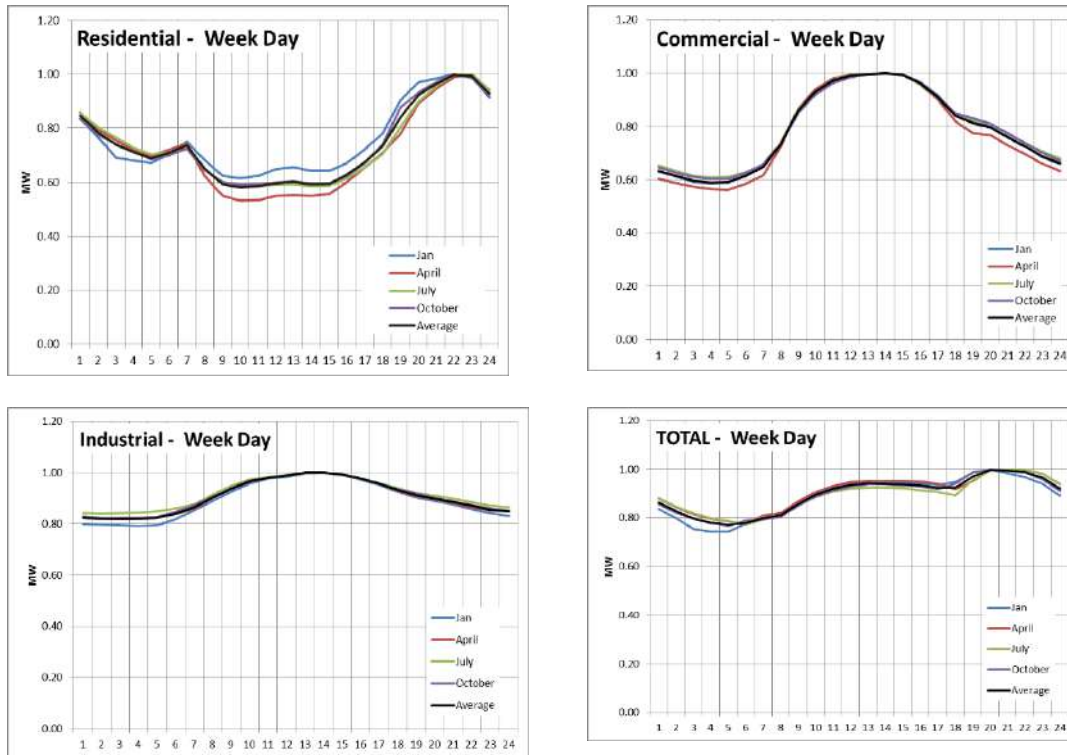 Residential - Week Day
1.20
1.00
0.80
0.60
0.40
0.20
0.00
MW
Jan
April
July
October
Average
1 2 3 4 5 6 7 8 9 10 11 12 13 14 15 16 17 18 19 20 21 22 23 24
Commercial - Week Day
1.20
1.00
0.80
0.60
0.40
0.20
0.00
MW
Jan
April
July
October
Average
1 2 3 4 5 6 7 8 9 10 11 12 13 14 15 16 17 18 19 20 21 22 23 24
Industrial - Week Day
1.20
1.00
0.80
0.60
0.40
0.20
0.00
MW
Jan
April
July
October
Average
1 2 3 4 5 6 7 8 9 10 11 12 13 14 15 16 17 18 19 20 21 22 23 24
TOTAL - Week Day
1.20
1.00
0.80
0.60
0.40
0.20
0.00
MW
Jan
April
July
October
Average
1 2 3 4 5 6 7 8 9 10 11 12 13 14 15 16 17 18 19 20 21 22 23 24